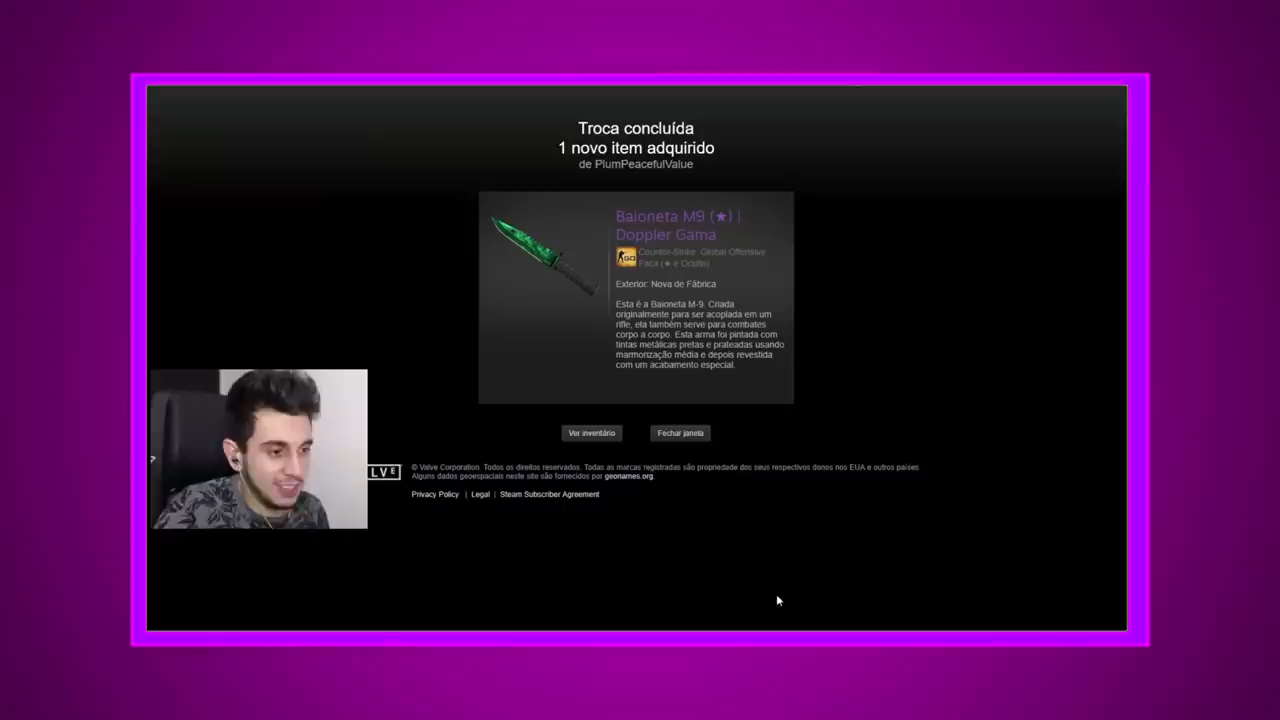 Troca concluída
1 novo item adquirido
de PlumPeacefulValue
Baioneta M9 (★) |
Doppler Gama
GO
Counter-Strike: Global Offensive
Faca (★ e Oculto)
Exterior: Nova de Fábrica
Esta é a Baioneta M-9. Criada
originalmente para ser acoplada em um
rifle, ela também serve para combates
corpo a corpo. Esta arma foi pintada com
tintas metálicas pretas e prateadas usando
marmorização média e depois revestida
com um acabamento especial.
Ver inventário
Fechar janela
LVE
© Valve Corporation. Todos os direitos reservados. Todas as marcas registradas são propriedade dos seus respectivos donos nos EUA e outros países.
Alguns dados geoespaciais neste site são fornecidos por geonames.org.
Privacy Policy | Legal | Steam Subscriber Agreement